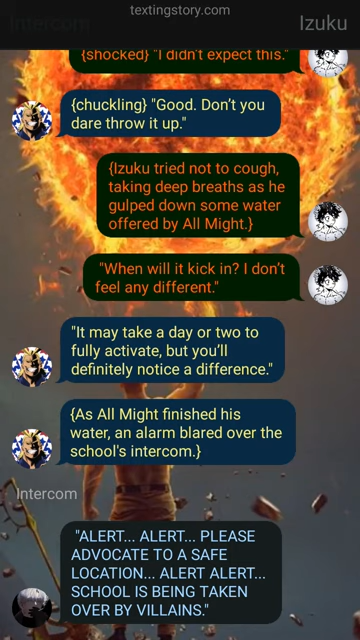 textingstory.com
Intercom
Izuku
{shocked} "I didn't expect this."
{chuckling} "Good. Don’t you
dare throw it up."
{Izuku tried not to cough,
taking deep breaths as he
gulped down some water
offered by All Might.}
"When will it kick in? I don’t
feel any different."
"It may take a day or two to
fully activate, but you’ll
definitely notice a difference."
{As All Might finished his
water, an alarm blared over the
school's intercom.}
Intercom
"ALERT... ALERT... PLEASE
ADVOCATE TO A SAFE
LOCATION... ALERT ALERT...
SCHOOL IS BEING TAKEN
OVER BY VILLAINS."